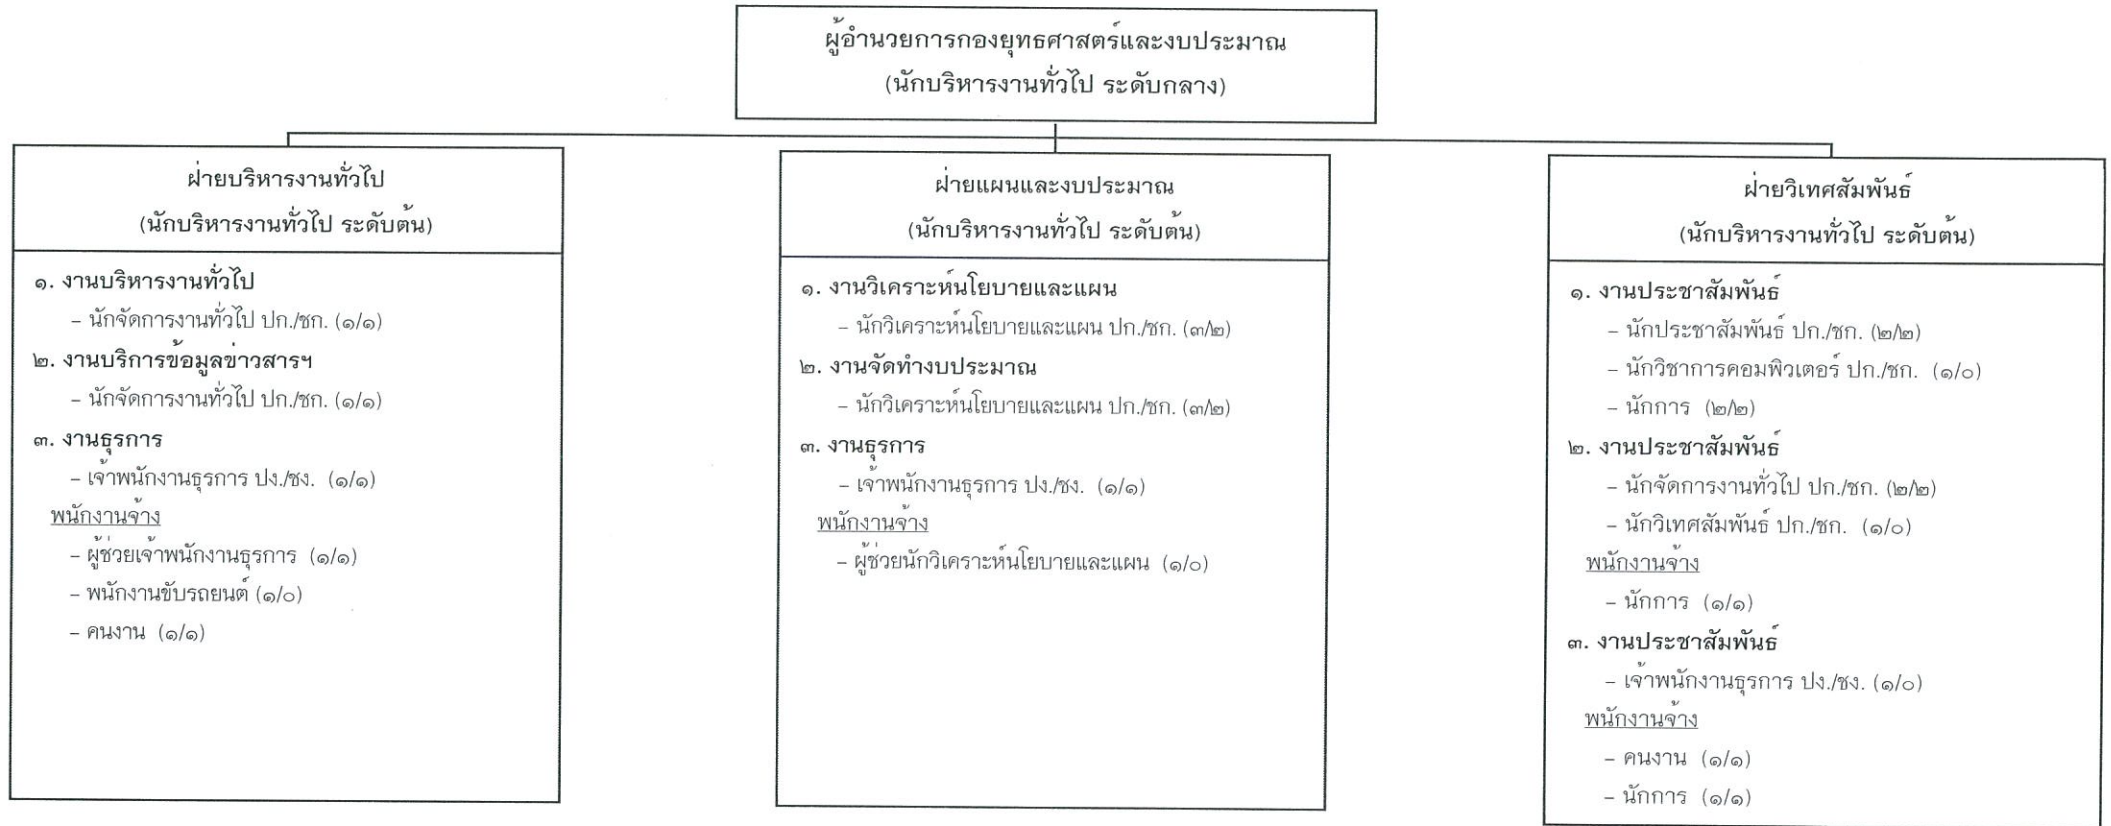 ผู้อำนวยการกองยุทธศาสตร์และงบประมาณ
(นักบริหารงานทั่วไป ระดับกลาง)
ฝ่ายบริหารงานทั่วไป
(นักบริหารงานทั่วไป ระดับต้น)
๑. งานบริหารงานทั่วไป
– นักจัดการงานทั่วไป ปก./ชก. (๑/๑)
๒. งานบริการข้อมูลข่าวสารฯ
– นักจัดการงานทั่วไป ปก./ชก. (๑/๑)
๓. งานธุรการ
– เจ้าพนักงานธุรการ ปง./ชง. (๑/๑)
พนักงานจ้าง
– ผู้ช่วยเจ้าพนักงานธุรการ (๑/๑)
– พนักงานขับรถยนต์ (๑/๐)
– คนงาน (๑/๑)
ฝ่ายแผนและงบประมาณ
(นักบริหารงานทั่วไป ระดับต้น)
๑. งานวิเคราะห์นโยบายและแผน
– นักวิเคราะห์นโยบายและแผน ปก./ชก. (๓/๒)
๒. งานจัดทำงบประมาณ
– นักวิเคราะห์นโยบายและแผน ปก./ชก. (๓/๒)
๓. งานธุรการ
– เจ้าพนักงานธุรการ ปง./ชง. (๑/๑)
พนักงานจ้าง
– ผู้ช่วยนักวิเคราะห์นโยบายและแผน (๑/๐)
ฝ่ายวิเทศสัมพันธ์
(นักบริหารงานทั่วไป ระดับต้น)
๑. งานประชาสัมพันธ์
– นักประชาสัมพันธ์ ปก./ชก. (๒/๒)
– นักวิชาการคอมพิวเตอร์ ปก./ชก. (๑/๐)
– นักการ (๒/๒)
๒. งานประชาสัมพันธ์
– นักจัดการงานทั่วไป ปก./ชก. (๒/๒)
– นักวิเทศสัมพันธ์ ปก./ชก. (๑/๐)
พนักงานจ้าง
– นักการ (๑/๑)
๓. งานประชาสัมพันธ์
– เจ้าพนักงานธุรการ ปง./ชง. (๑/๐)
พนักงานจ้าง
– คนงาน (๑/๑)
– นักการ (๑/๑)